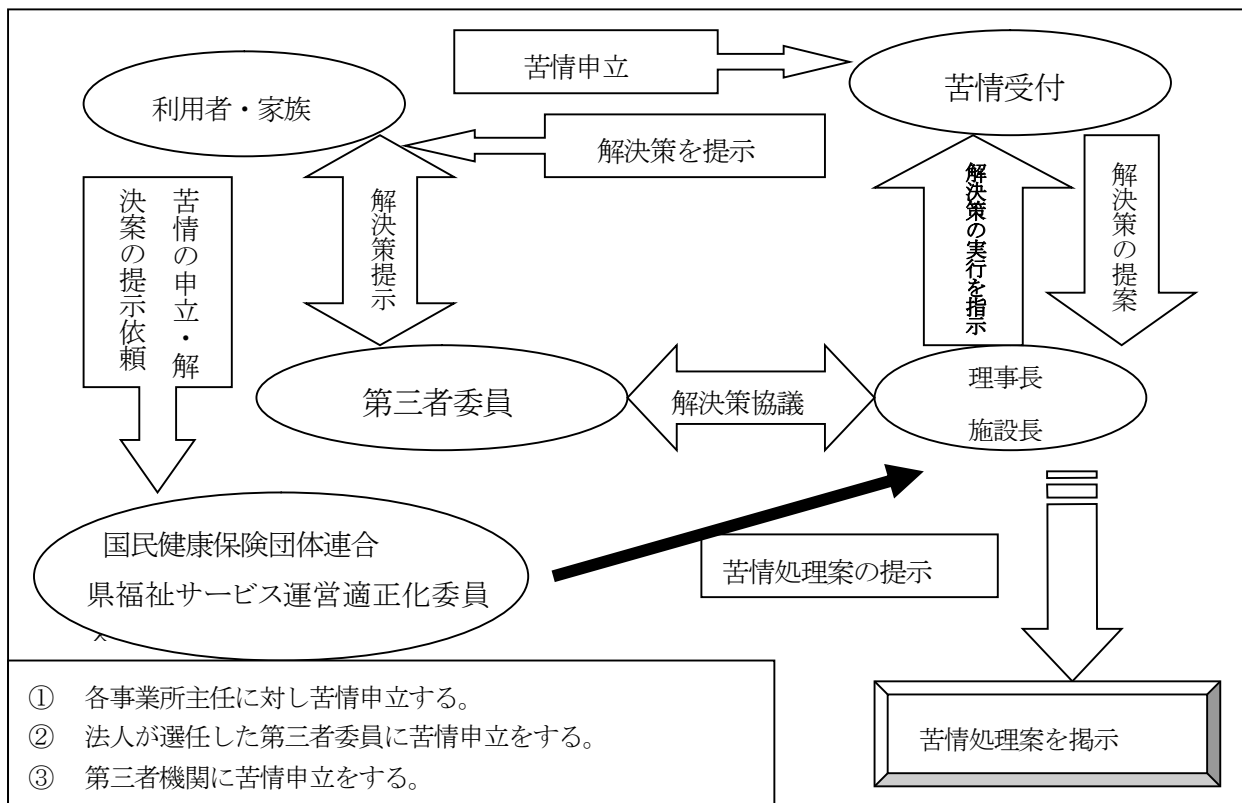 苦情申立
苦情受付
利用者・家族
解決策を提示
苦情の申立・解
決案の提示依頼
解決策提示
解決策の実行を指示
解決策の提案
第三者委員
解決策協議
理事長
施設長
国民健康保険団体連合
県福祉サービス運営適正化委員
苦情処理案の提示
① 各事業所主任に対し苦情申立する。
② 法人が選任した第三者委員に苦情申立をする。
③ 第三者機関に苦情申立をする。
苦情処理案を掲示